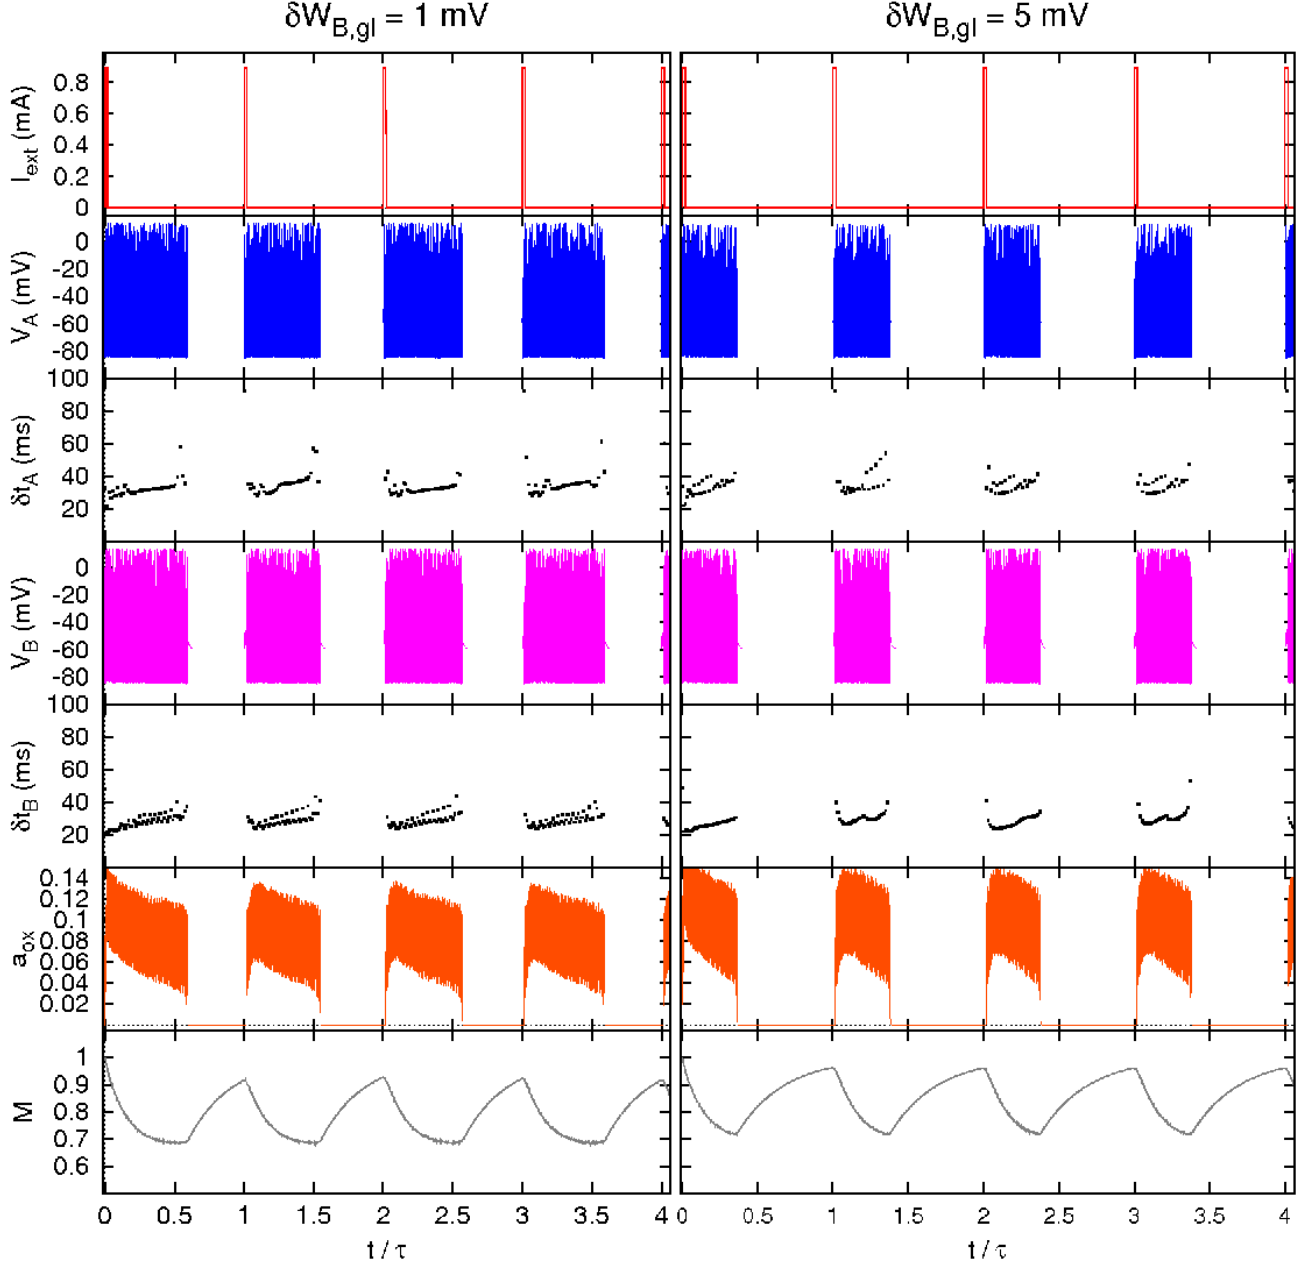 δW_B,gl = 1 mV
δW_B,gl = 5 mV
I_ext (mA)
0.8
0.6
0.4
0.2
0
V_A (mV)
0
-20
-40
-60
-80
δt_A (ms)
100
80
60
40
20
V_B (mV)
0
-20
-40
-60
-80
δt_B (ms)
100
80
60
40
20
a_ox
0.14
0.12
0.1
0.08
0.06
0.04
0.02
M
1
0.9
0.8
0.7
0.6
0 0.5 1 1.5 2 2.5 3 3.5 4
0 0.5 1 1.5 2 2.5 3 3.5 4
t / τ
t / τ